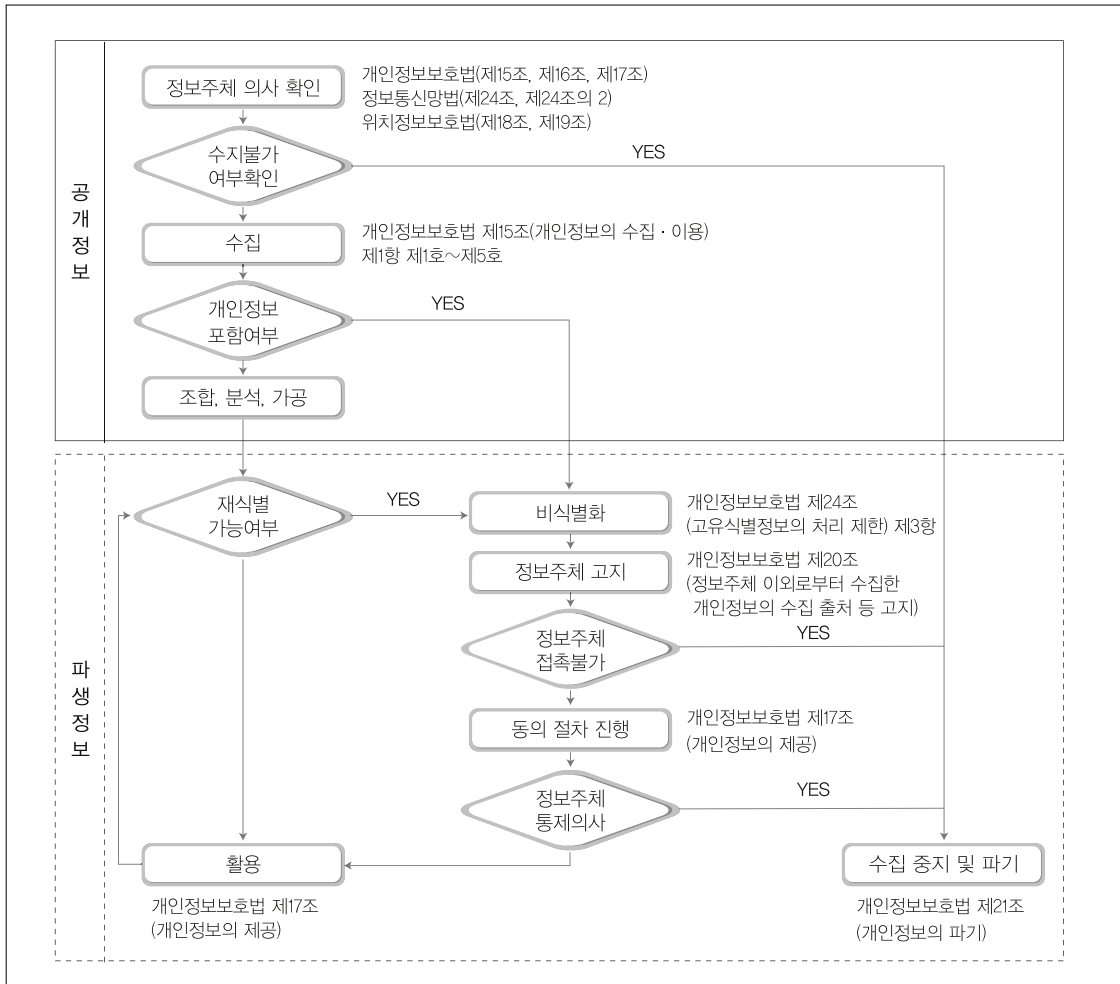 공개정보
정보주체 의사 확인
개인정보보호법(제15조, 제16조, 제17조)
정보통신망법(제24조, 제24조의 2)
위치정보보호법(제18조, 제19조)
수지불가
여부확인
YES
수집
개인정보보호법 제15조(개인정보의 수집 · 이용)
제1항 제1호~제5호
개인정보
포함여부
YES
조합, 분석, 가공
파생정보
재식별
가능여부
YES
비식별화
개인정보보호법 제24조
(고유식별정보의 처리 제한) 제3항
정보주체 고지
개인정보보호법 제20조
(정보주체 이외로부터 수집한
개인정보의 수집 출처 등 고지)
정보주체
접촉불가
YES
동의 절차 진행
개인정보보호법 제17조
(개인정보의 제공)
정보주체
통제의사
YES
활용
개인정보보호법 제17조
(개인정보의 제공)
수집 중지 및 파기
개인정보보호법 제21조
(개인정보의 파기)